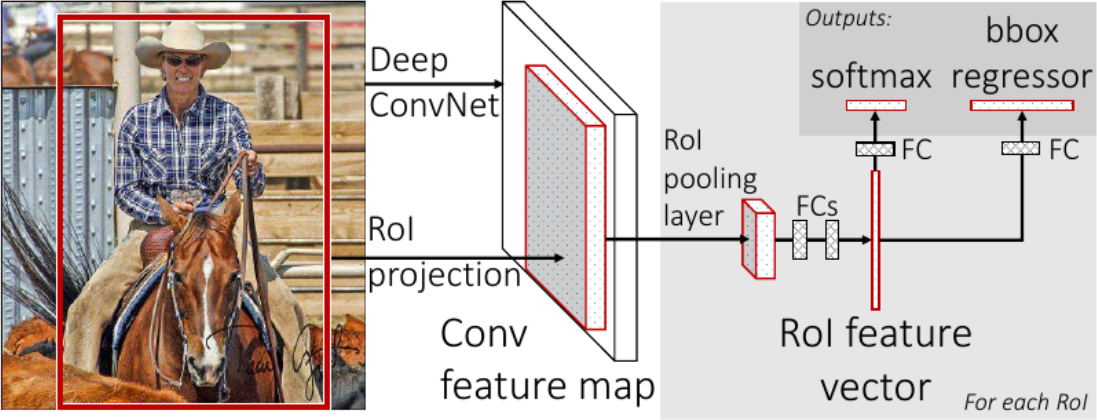 Deep
ConvNet
RoI
projection
Conv
feature map
RoI
pooling
layer
FCs
RoI feature
vector
For each RoI
Outputs:
softmax
bbox
regressor
FC
FC